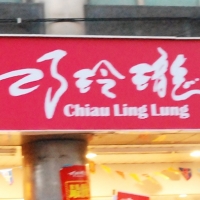 巧玲瓏
Chiau Ling Lung